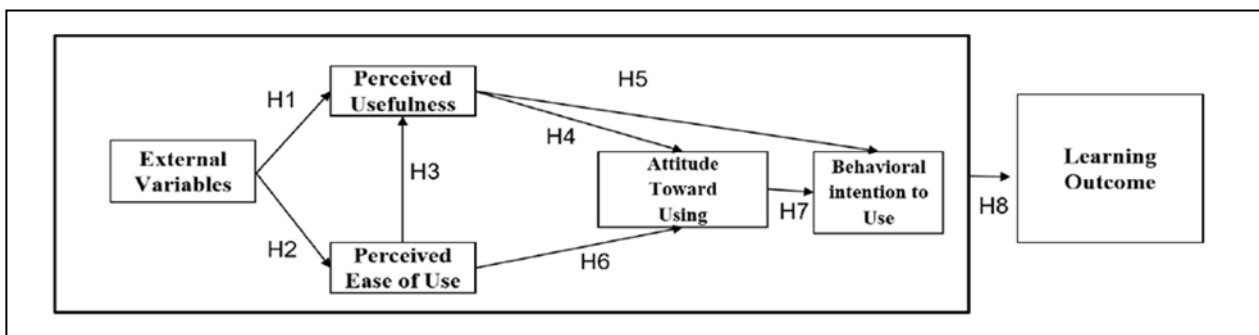 External
Variables
H1
H2
Perceived
Usefulness
H3
Perceived
Ease of Use
H5
H4
H6
Attitude
Toward
Using
H7
Behavioral
intention to
Use
H8
Learning
Outcome